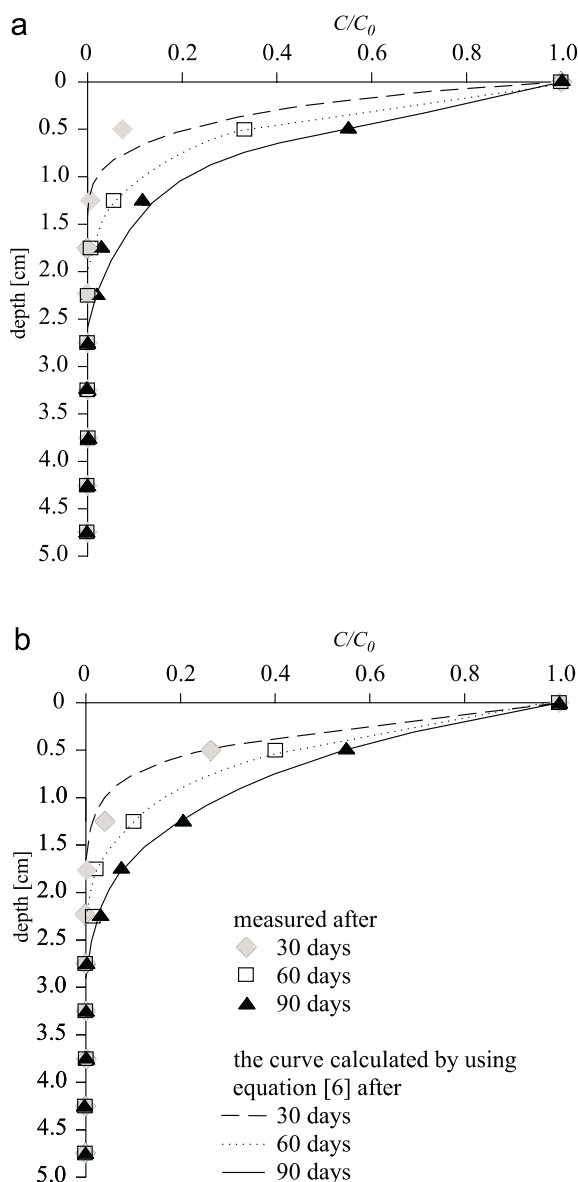 a
C/C0
0 0.2 0.4 0.6 0.8 1.0
0
0.5
1.0
1.5
2.0
2.5
3.0
3.5
4.0
4.5
5.0
depth [cm]
b
C/C0
0 0.2 0.4 0.6 0.8 1.0
0
0.5
1.0
1.5
2.0
2.5
3.0
3.5
4.0
4.5
5.0
depth [cm]
measured after
30 days
60 days
90 days
the curve calculated by using
equation [6] after
30 days
60 days
90 days